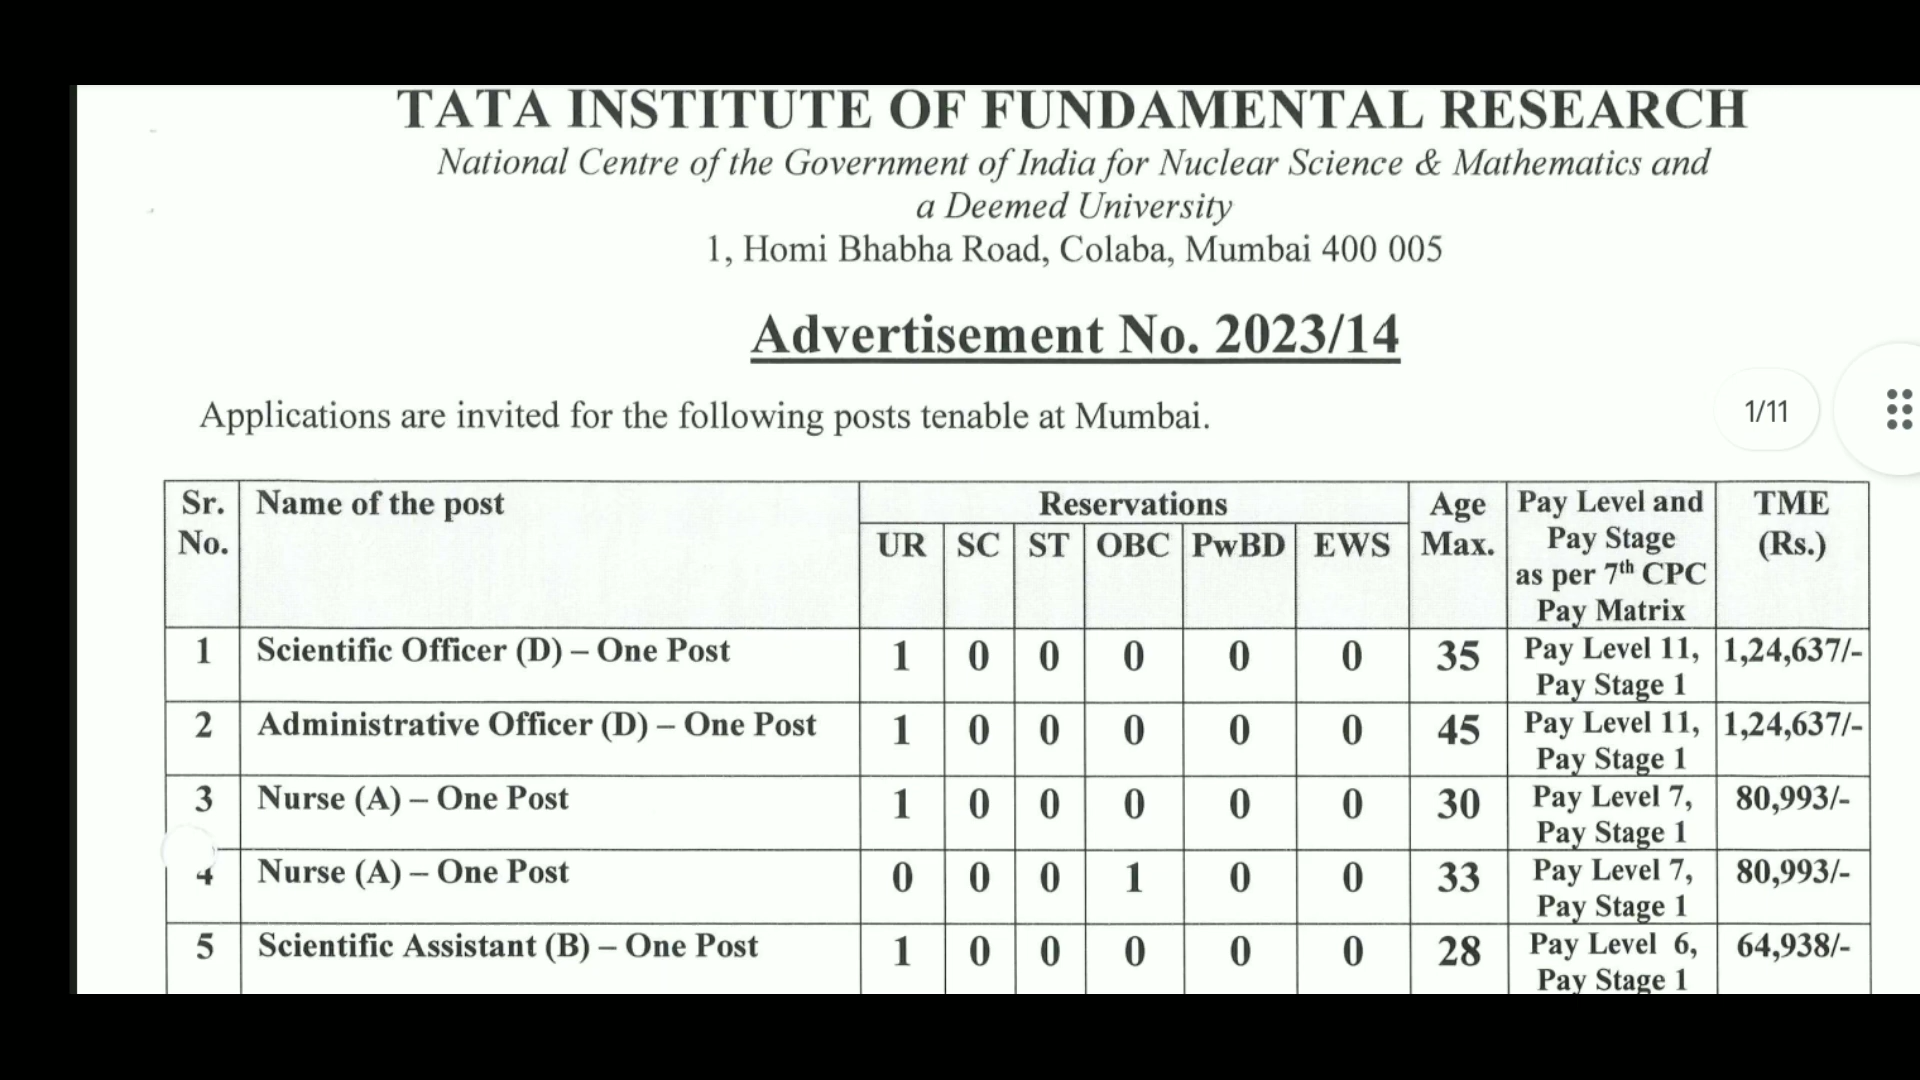 TATA INSTITUTE OF FUNDAMENTAL RESEARCH
National Centre of the Government of India for Nuclear Science & Mathematics and
a Deemed University
1, Homi Bhabha Road, Colaba, Mumbai 400 005
Advertisement No. 2023/14
1/11
Applications are invited for the following posts tenable at Mumbai.
Sr. No. Name of the post Reservations Age Max. Pay Level and Pay Stage as per 7th CPC Pay Matrix TME (Rs.)
UR SC ST OBC PwBD EWS
1 Scientific Officer (D) – One Post 1 0 0 0 0 0 35 Pay Level 11, Pay Stage 1 1,24,637/-
2 Administrative Officer (D) – One Post 1 0 0 0 0 0 45 Pay Level 11, Pay Stage 1 1,24,637/-
3 Nurse (A) – One Post 1 0 0 0 0 0 30 Pay Level 7, Pay Stage 1 80,993/-
4 Nurse (A) – One Post 0 0 0 1 0 0 33 Pay Level 7, Pay Stage 1 80,993/-
5 Scientific Assistant (B) – One Post 1 0 0 0 0 0 28 Pay Level 6, Pay Stage 1 64,938/-